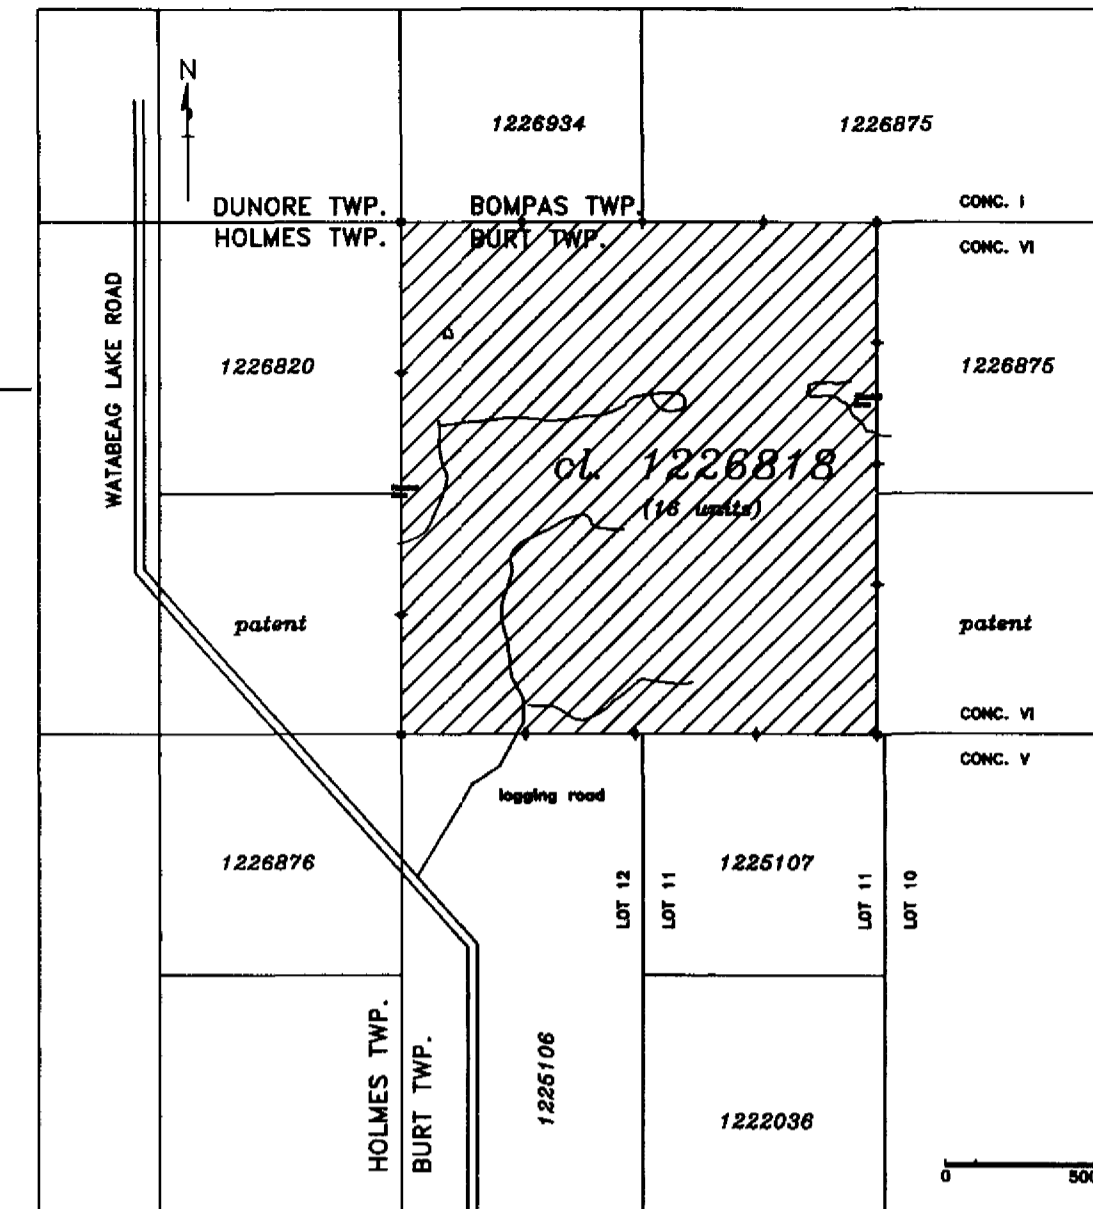 N
1226934
1226875
DUNORE TWP.
BOMPAS TWP.
CONC. I
HOLMES TWP.
BURT TWP.
CONC. VI
WATABEAG LAKE ROAD
1226820
1226875
cl. 1226818
(16 units)
patent
patent
CONC. VI
CONC. V
logging road
1226876
1225107
LOT 12
LOT 11
LOT 11
LOT 10
HOLMES TWP.
BURT TWP.
1225106
1222036
0